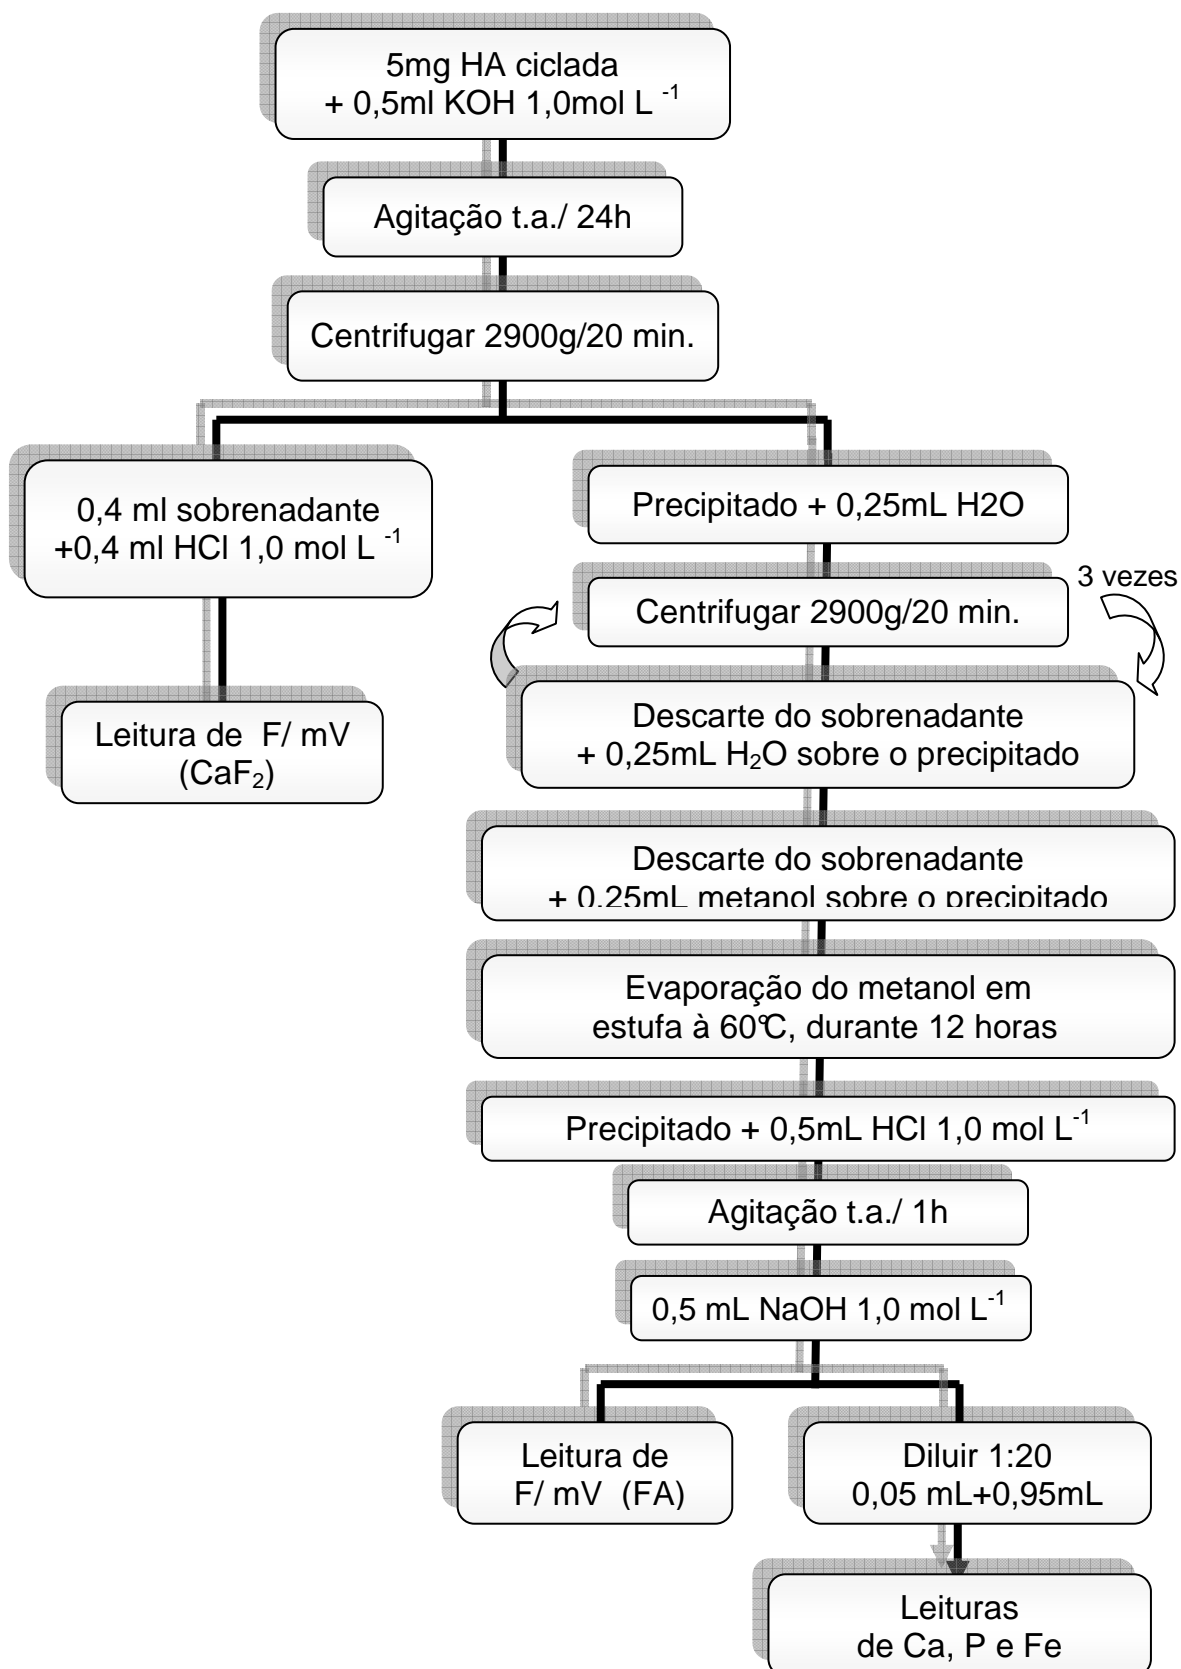 5mg HA ciclada
+ 0,5ml KOH 1,0mol L -1
Agitação t.a./ 24h
Centrifugar 2900g/20 min.
0,4 ml sobrenadante
+0,4 ml HCl 1,0 mol L -1
Leitura de F/ mV
(CaF2)
Precipitado + 0,25mL H2O
3 vezes
Centrifugar 2900g/20 min.
Descarte do sobrenadante
+ 0,25mL H2O sobre o precipitado
Descarte do sobrenadante
+ 0,25mL metanol sobre o precipitado
Evaporação do metanol em
estufa à 60°C, durante 12 horas
Precipitado + 0,5mL HCl 1,0 mol L-1
Agitação t.a./ 1h
0,5 mL NaOH 1,0 mol L-1
Leitura de
F/ mV (FA)
Diluir 1:20
0,05 mL+0,95mL
Leituras
de Ca, P e Fe